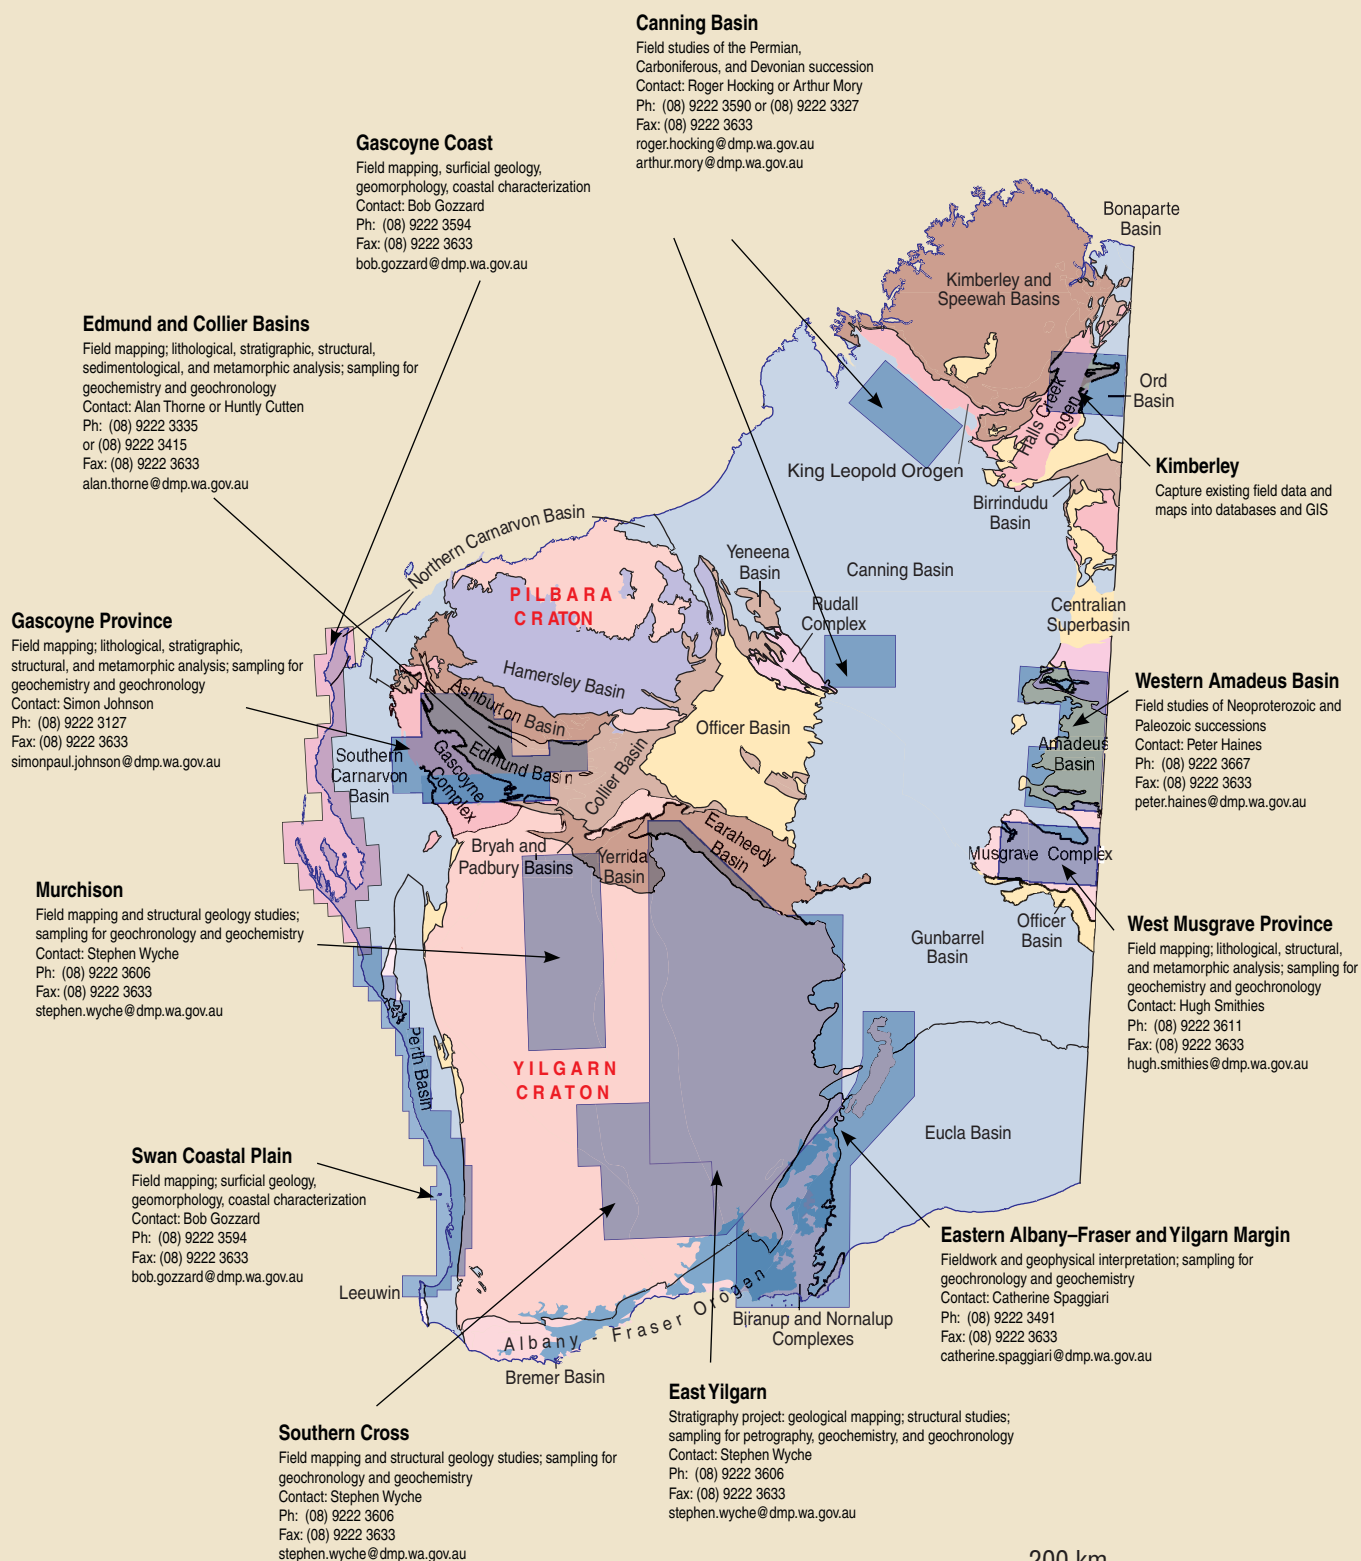 Canning Basin
Field studies of the Permian,
Carboniferous, and Devonian succession
Contact: Roger Hocking or Arthur Mory
Ph: (08) 9222 3590 or (08) 9222 3327
Fax: (08) 9222 3633
roger.hocking@dmp.wa.gov.au
arthur.mory@dmp.wa.gov.au
Gascoyne Coast
Field mapping, surficial geology,
geomorphology, coastal characterization
Contact: Bob Gozzard
Ph: (08) 9222 3594
Fax: (08) 9222 3633
bob.gozzard@dmp.wa.gov.au
Edmund and Collier Basins
Field mapping; lithological, stratigraphic, structural,
sedimentological, and metamorphic analysis; sampling for
geochemistry and geochronology
Contact: Alan Thorne or Huntly Cutten
Ph: (08) 9222 3335
or (08) 9222 3415
Fax: (08) 9222 3633
alan.thorne@dmp.wa.gov.au
Gascoyne Province
Field mapping; lithological, stratigraphic,
structural, and metamorphic analysis; sampling for
geochemistry and geochronology
Contact: Simon Johnson
Ph: (08) 9222 3127
Fax: (08) 9222 3633
simonpaul.johnson@dmp.wa.gov.au
Murchison
Field mapping and structural geology studies;
sampling for geochronology and geochemistry
Contact: Stephen Wyche
Ph: (08) 9222 3606
Fax: (08) 9222 3633
stephen.wyche@dmp.wa.gov.au
Swan Coastal Plain
Field mapping; surficial geology,
geomorphology, coastal characterization
Contact: Bob Gozzard
Ph: (08) 9222 3594
Fax: (08) 9222 3633
bob.gozzard@dmp.wa.gov.au
Southern Cross
Field mapping and structural geology studies; sampling for
geochronology and geochemistry
Contact: Stephen Wyche
Ph: (08) 9222 3606
Fax: (08) 9222 3633
stephen.wyche@dmp.wa.gov.au
East Yilgarn
Stratigraphy project: geological mapping; structural studies;
sampling for petrography, geochemistry, and geochronology
Contact: Stephen Wyche
Ph: (08) 9222 3606
Fax: (08) 9222 3633
stephen.wyche@dmp.wa.gov.au
Eastern Albany–Fraser and Yilgarn Margin
Fieldwork and geophysical interpretation; sampling for
geochronology and geochemistry
Contact: Catherine Spaggiari
Ph: (08) 9222 3491
Fax: (08) 9222 3633
catherine.spaggiari@dmp.wa.gov.au
West Musgrave Province
Field mapping; lithological, structural,
and metamorphic analysis; sampling for
geochemistry and geochronology
Contact: Hugh Smithies
Ph: (08) 9222 3611
Fax: (08) 9222 3633
hugh.smithies@dmp.wa.gov.au
Western Amadeus Basin
Field studies of Neoproterozoic and
Paleozoic successions
Contact: Peter Haines
Ph: (08) 9222 3667
Fax: (08) 9222 3633
peter.haines@dmp.wa.gov.au
Kimberley
Capture existing field data and
maps into databases and GIS
Bonaparte
Basin
Kimberley and
Speewah Basins
Ord
Basin
Halls Creek
Orogen
King Leopold Orogen
Birrindudu
Basin
Northern Carnarvon Basin
Yeneena
Basin
Canning Basin
Rudall
Complex
Centralian
Superbasin
PILBARA
CRATON
Hamersley Basin
Ashburton Basin
Officer Basin
Edmund Basin
Gascoyne
Complex
Collier Basin
Southern
Carnarvon
Basin
Amadeus
Basin
Bryah and
Padbury Basins
Yerrida
Basin
Earaheedy
Basin
Musgrave Complex
Officer
Basin
Gunbarrel
Basin
Perth Basin
YILGARN
CRATON
Eucla Basin
Leeuwin
Albany - Fraser Orogen
Biranup and Nornalup
Complexes
Bremer Basin
200 km